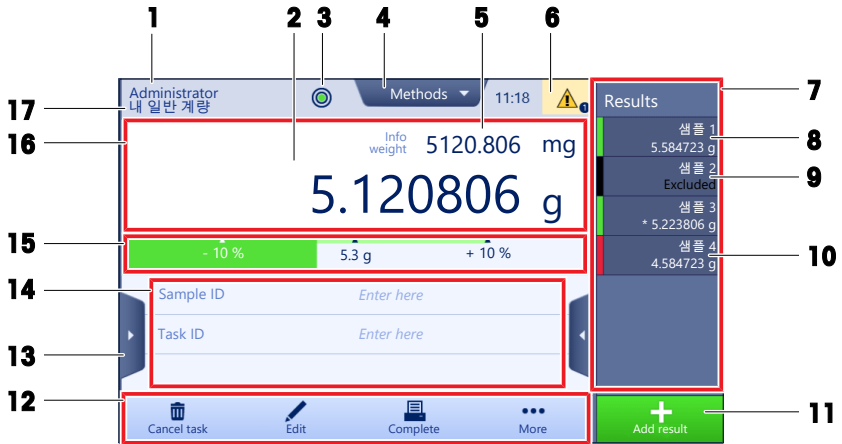 1
2
3
4
5
6
7
8
9
10
11
12
13
14
15
16
17
Administrator
내 일반 계량
Methods
11:18
1
Info
weight
5120.806 mg
5.120806 g
- 10 %
5.3 g
+ 10 %
Sample ID
Enter here
Task ID
Enter here
Cancel task
Edit
Complete
More
Results
샘플 1
5.584723 g
샘플 2
Excluded
샘플 3
* 5.223806 g
샘플 4
4.584723 g
Add result